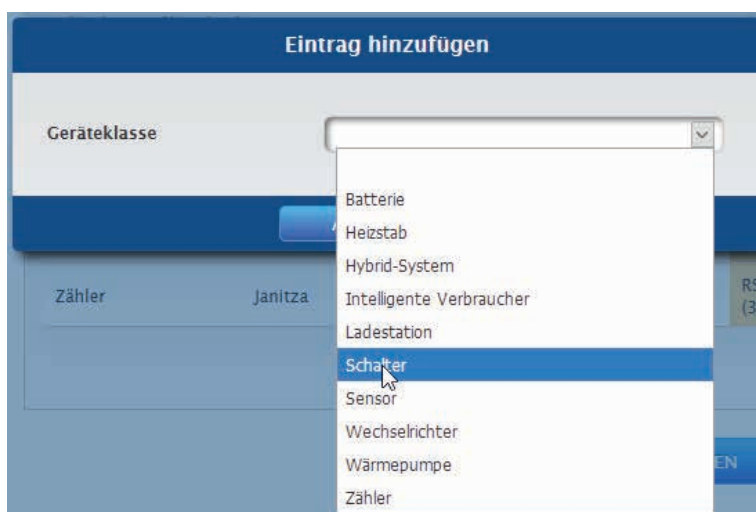 Eintrag hinzufügen
Geräteklasse
Batterie
Heizstab
Hybrid-System
Intelligente Verbraucher
Zähler Janitza
Ladestation
Schalter
Sensor
Wechselrichter
Wärmepumpe
Zähler